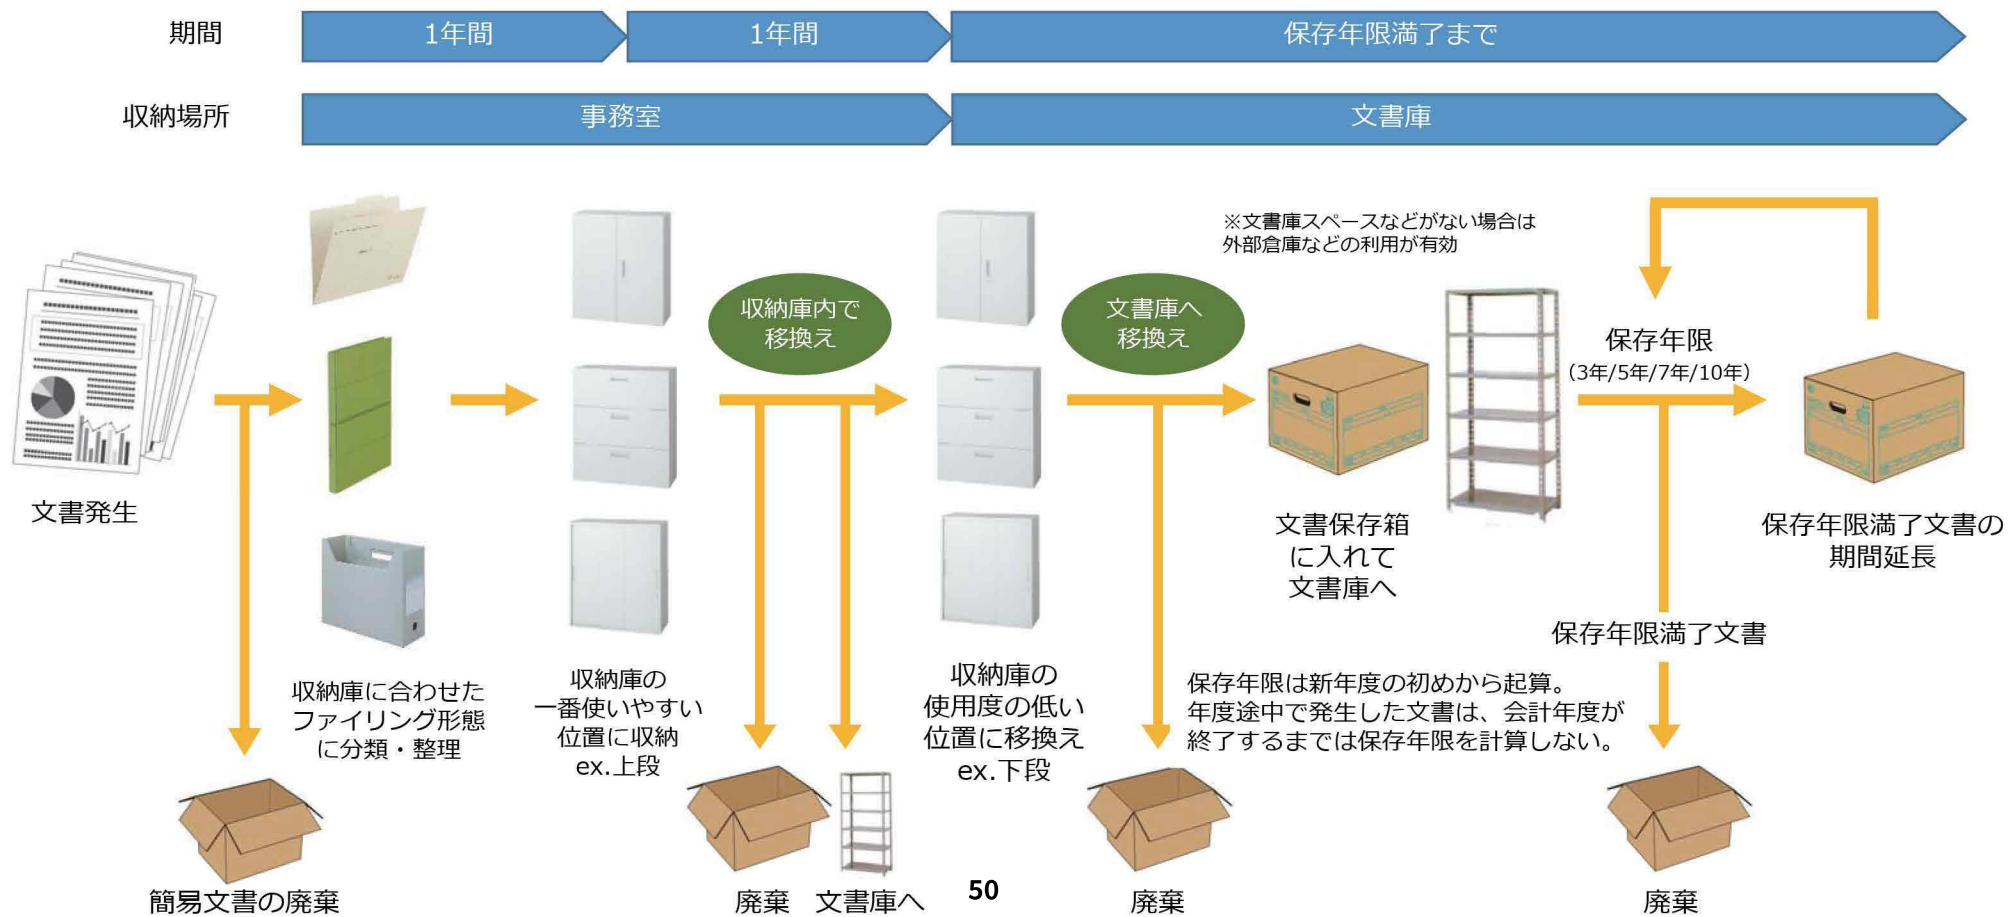 期間
1年間
1年間
保存年限満了まで
収納場所
事務室
文書庫
※文書庫スペースなどがない場合は
外部倉庫などの利用が有効
収納庫内で
移換え
文書庫へ
移換え
保存年限
（3年/5年/7年/10年）
文書発生
文書保存箱
に入れて
文書庫へ
保存年限満了文書の
期間延長
保存年限満了文書
収納庫に合わせた
ファイリング形態
に分類・整理
収納庫の
一番使いやすい
位置に収納
ex.上段
収納庫の
使用度の低い
位置に移換え
ex.下段
保存年限は新年度の初めから起算。
年度途中で発生した文書は、会計年度が
終了するまでは保存年限を計算しない。
簡易文書の廃棄
廃棄
文書庫へ
50
廃棄
廃棄